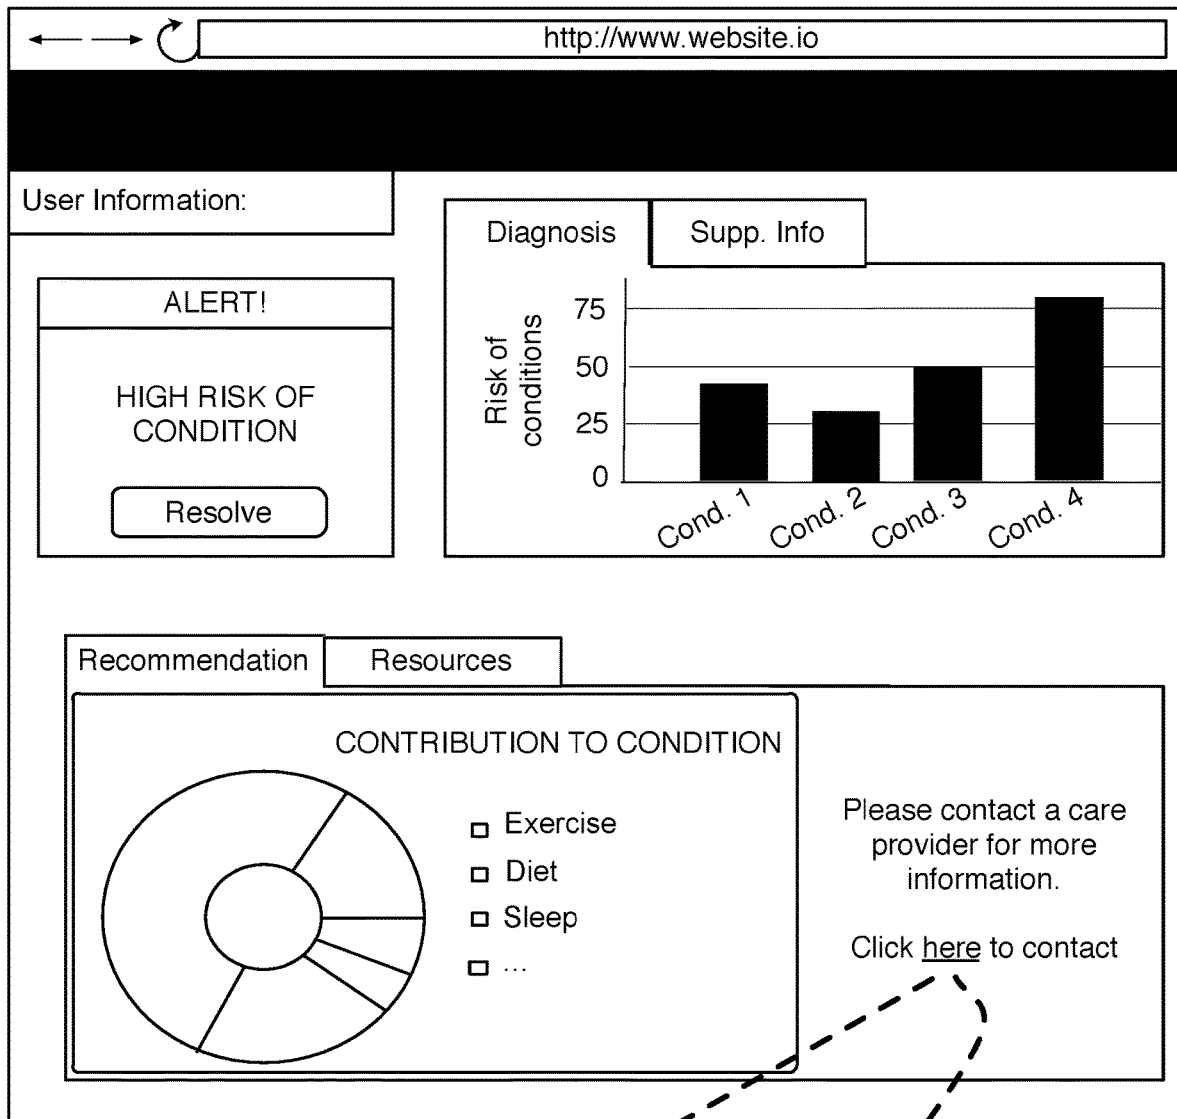 http://www.website.io
User Information:
ALERT!
HIGH RISK OF
CONDITION
Resolve
Diagnosis
Supp. Info
Risk of
conditions
75
50
25
0
Cond. 1
Cond. 2
Cond. 3
Cond. 4
Recommendation
Resources
CONTRIBUTION TO CONDITION
Exercise
Diet
Sleep
...
Please contact a care
provider for more
information.
Click here to contact